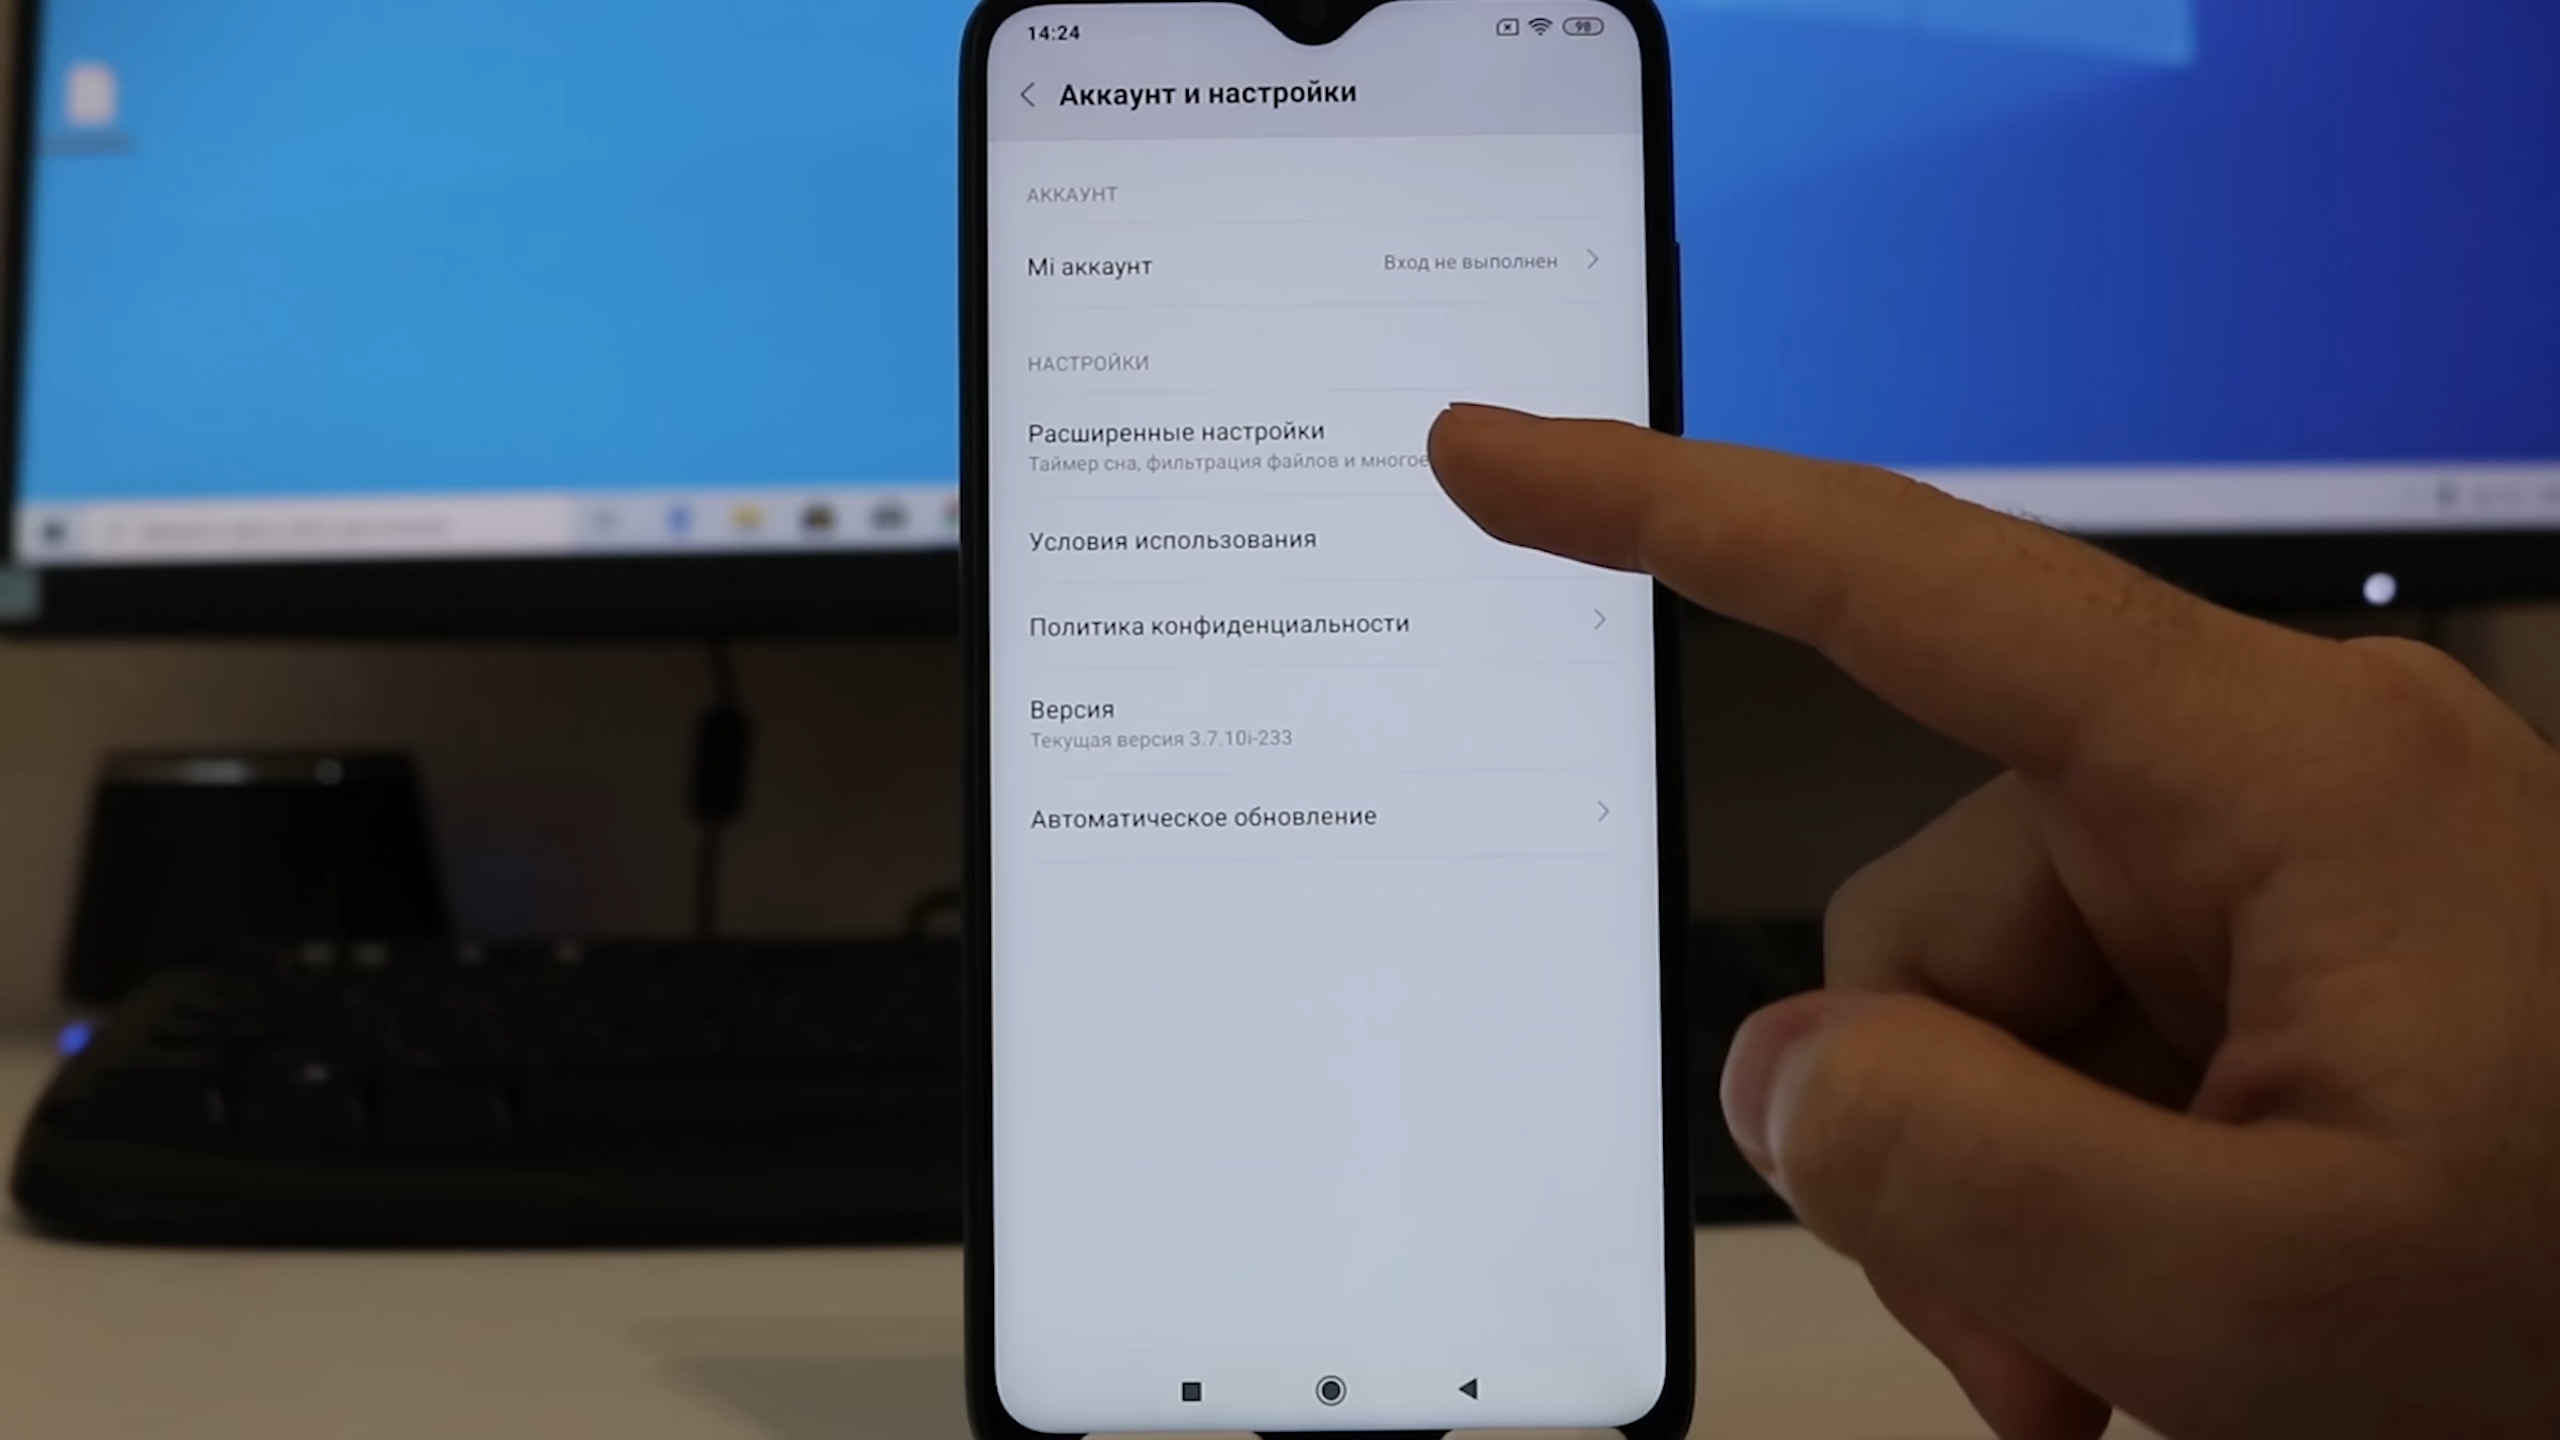 14:24
98
Аккаунт и настройки
АККАУНТ
Mi аккаунт
Вход не выполнен
НАСТРОЙКИ
Расширенные настройки
Таймер сна, фильтрация файлов и многое
Условия использования
Политика конфиденциальности
Версия
Текущая версия 3.7.10i-233
Автоматическое обновление